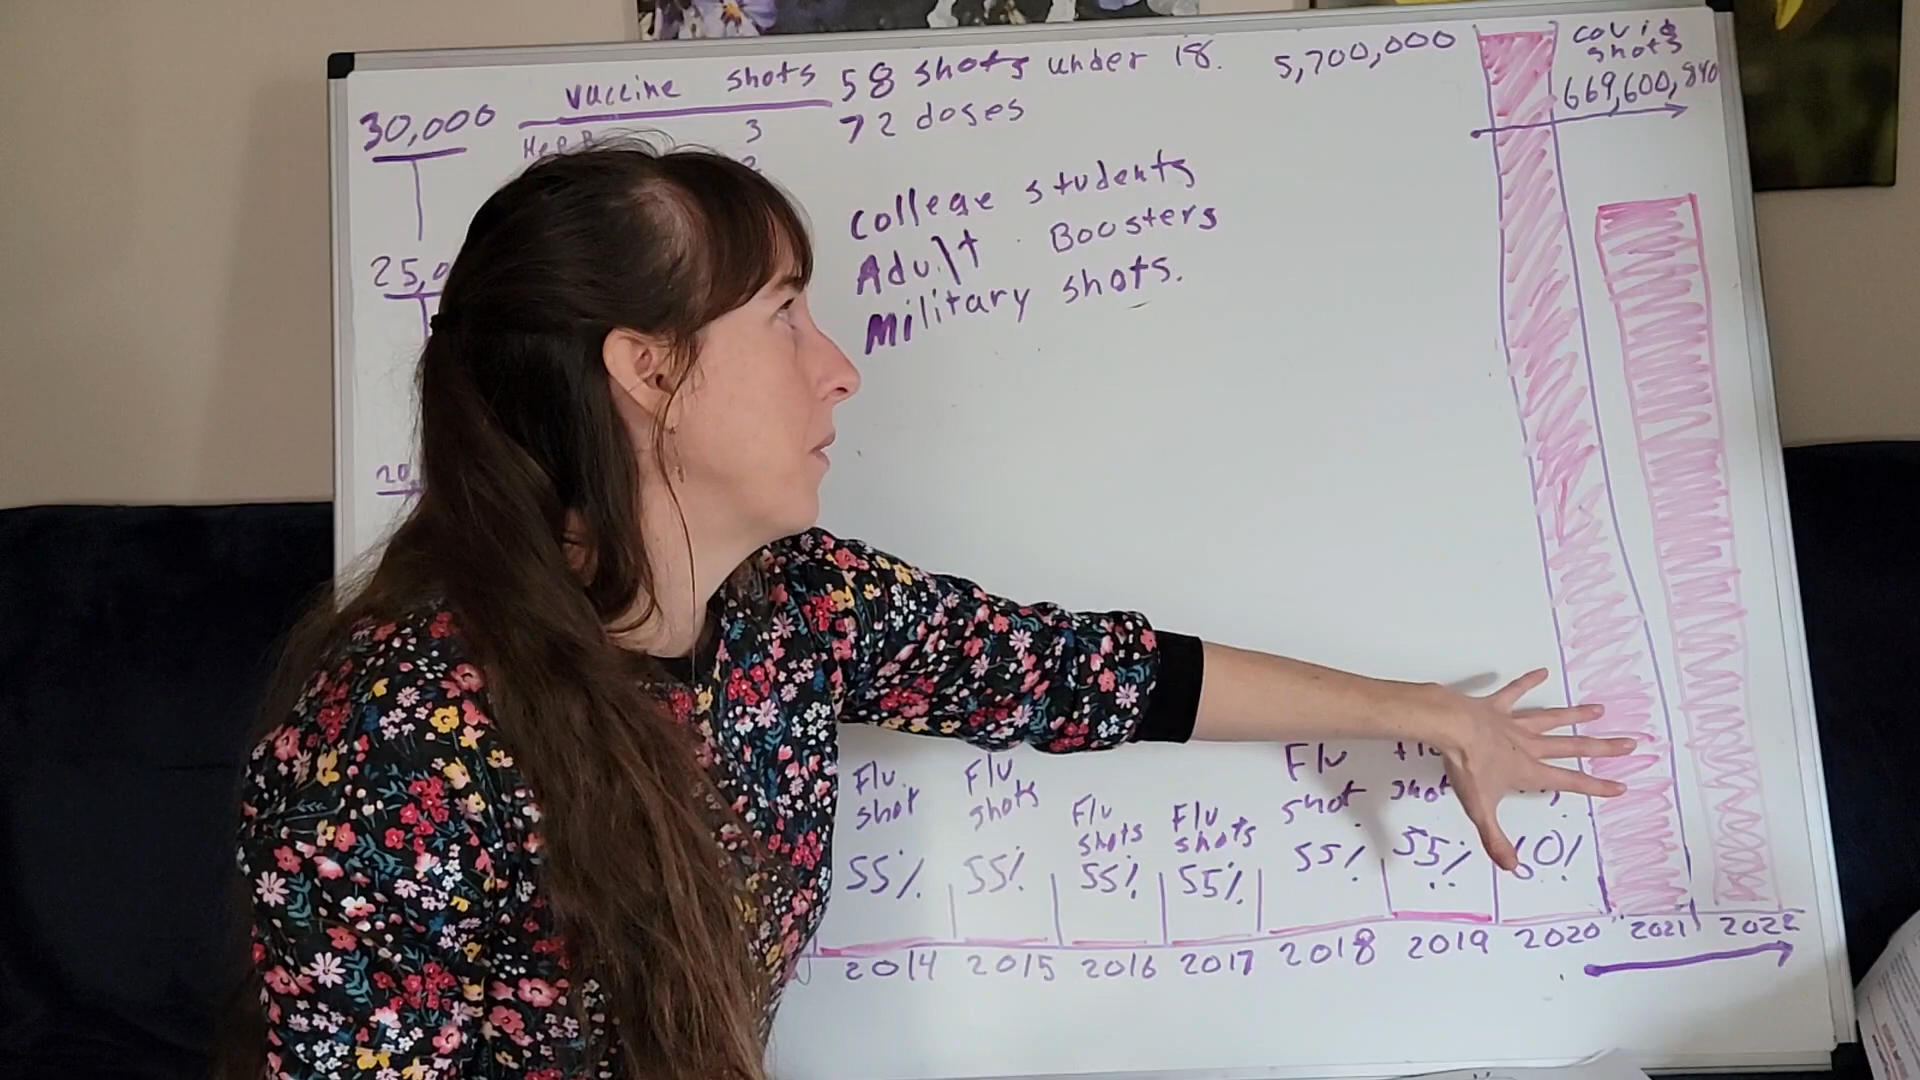 30,000
vaccine shots
58 shots under 18.
5,700,000
covid shots
669,600,840
Hep B 3
72 doses
25,0
College students
Adult Boosters
Military shots.
20,
Flu shot
55%
Flu shots
55%
Flu shots
55%
Flu shots
55%
Flu shot
55%
shot
55%
60%
2014 2015 2016 2017 2018 2019 2020 2021 2022